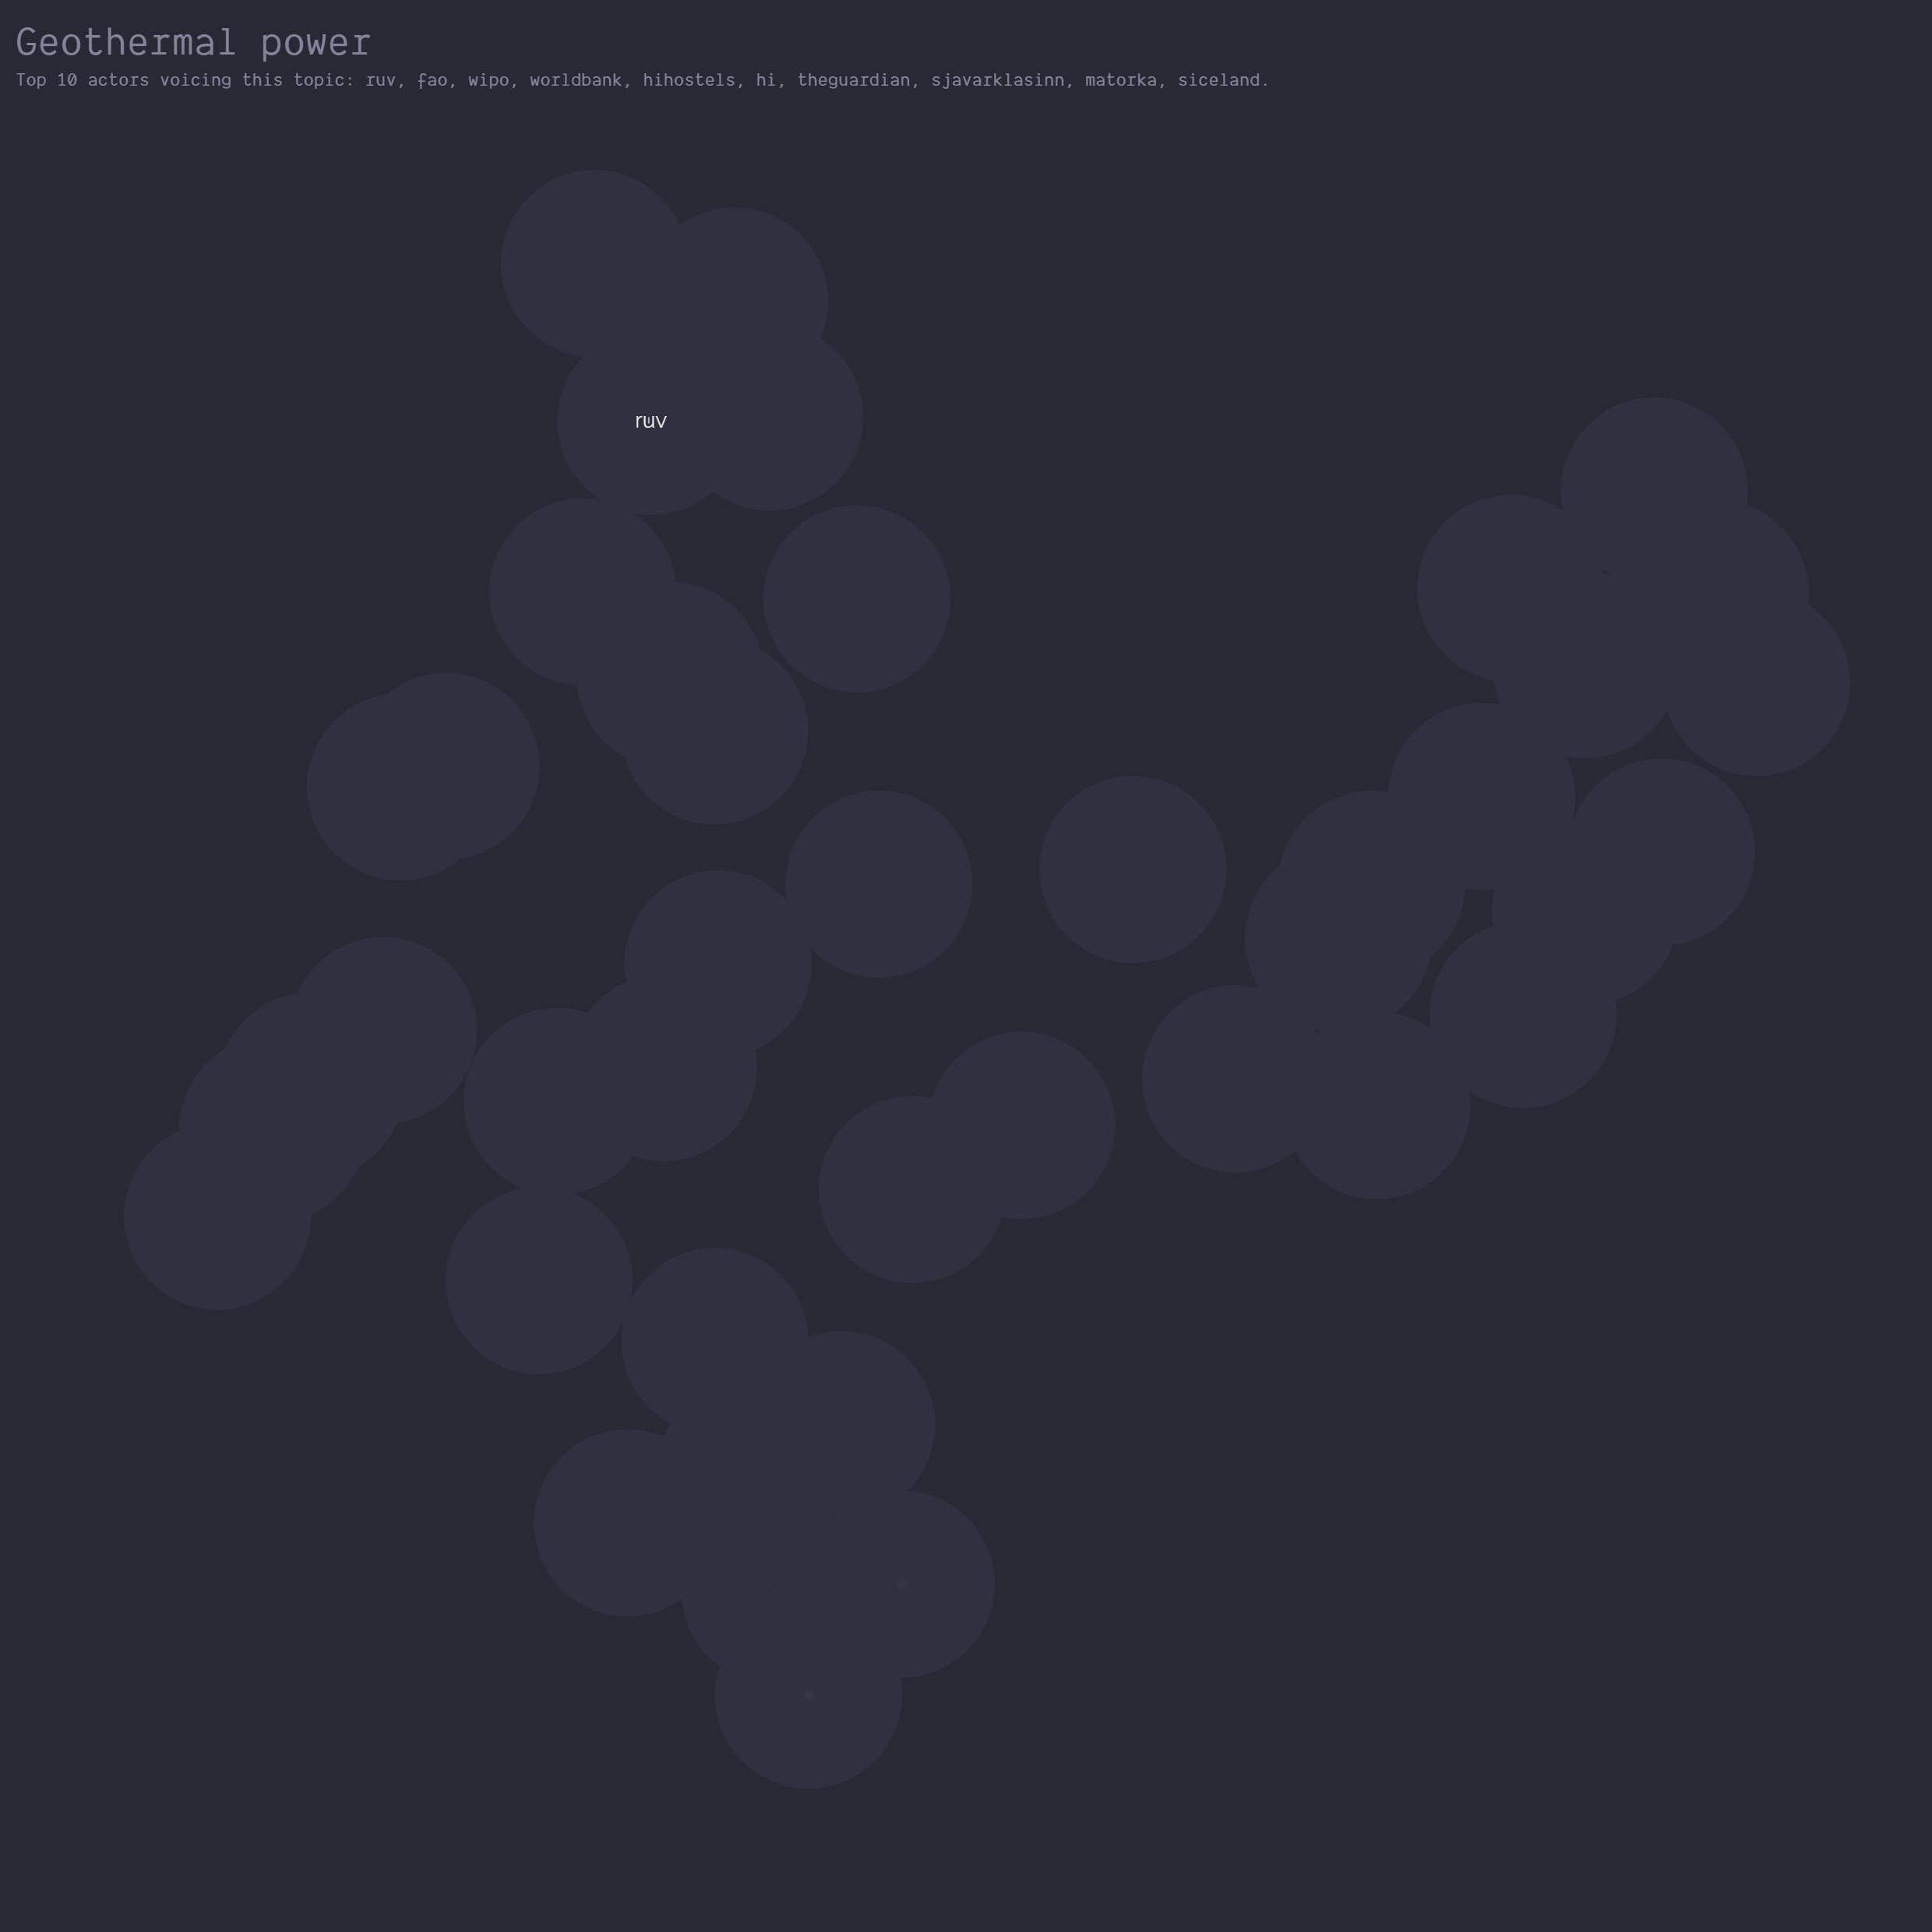 Geothermal power
Top 10 actors voicing this topic: ruv, fao, wipo, worldbank, hihostels, hi, theguardian, sjavarklasinn, matorka, siceland.
ruv